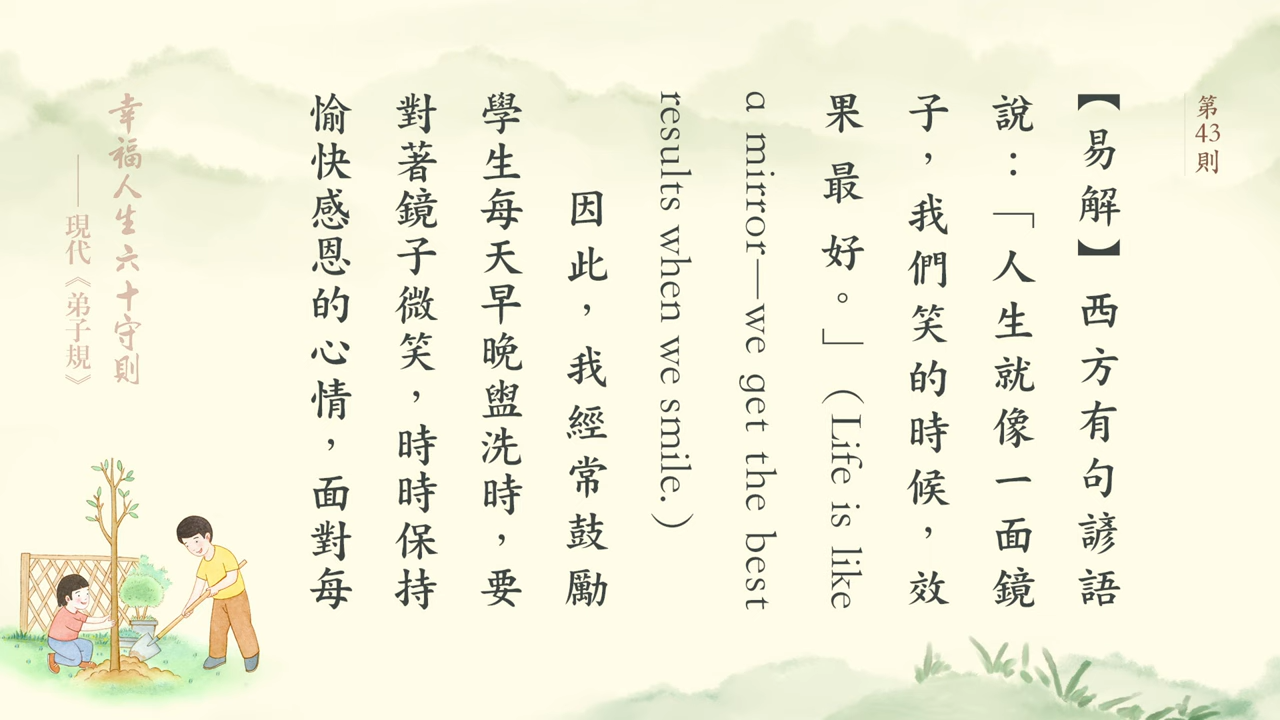 第43則
【易解】西方有句諺語
說：「人生就像一面鏡
子，我們笑的時候，效
果最好。」（Life is like
a mirror—we get the best
results when we smile.）
因此，我經常鼓勵
學生每天早晚盥洗時，要
對著鏡子微笑，時時保持
愉快感恩的心情，面對每
幸福人生六十守則
——現代《弟子規》